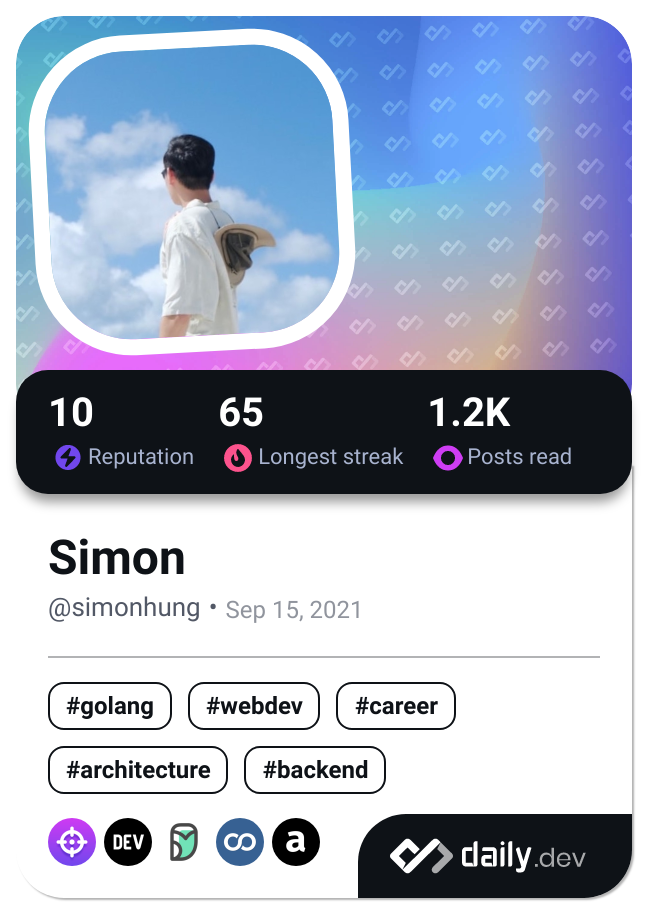 10 65 1.2K
Reputation Longest streak Posts read
Simon
@simonhung • Sep 15, 2021
#golang #webdev #career
#architecture #backend
DEV a daily.dev